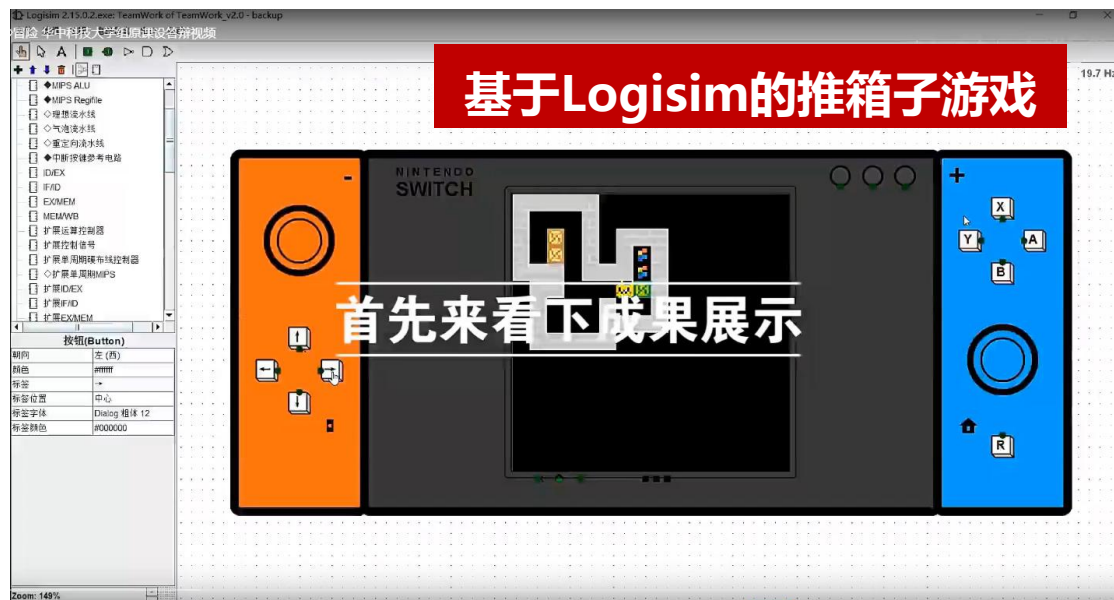 Logisim 2.15.0.2.exe: TeamWork of TeamWork_v2.0 - backup
冒险 华中科技大学组原课设答辩视频
19.7 Hz
基于Logisim的推箱子游戏
◆MIPS ALU
◆MIPS Regifile
◇理想流水线
◇气泡流水线
◇重定向流水线
◆中断按键参考电路
ID/EX
IF/ID
EX/MEM
MEM/WB
扩展运算控制器
扩展控制信号
扩展单周期硬布线控制器
◇扩展单周期MIPS
扩展ID/EX
扩展IF/ID
扩展EX/MEM
按钮(Button)
朝向 左 (西)
颜色 #ffffff
标签 →
标签位置 中心
标签字体 Dialog 粗体 12
标签颜色 #000000
Zoom: 149%
NINTENDO
SWITCH
首先来看下成果展示
X
Y
A
B
R